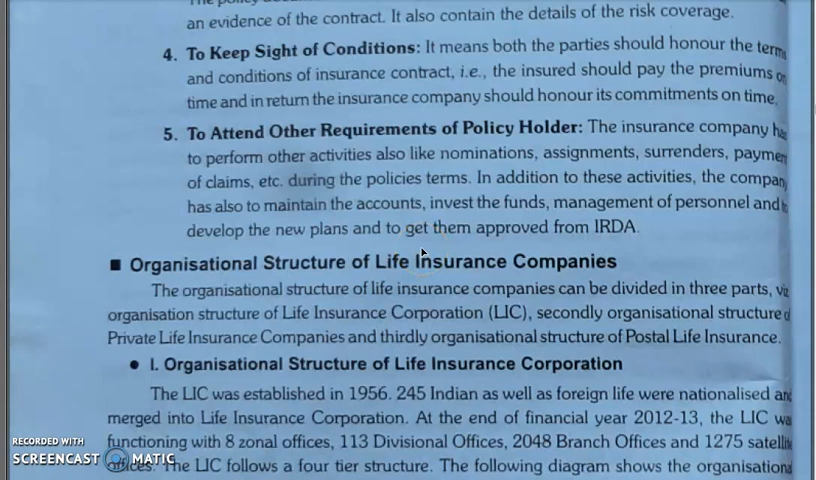 an evidence of the contract. It also contain the details of the risk coverage.
4. To Keep Sight of Conditions: It means both the parties should honour the terms
and conditions of insurance contract, i.e., the insured should pay the premiums on
time and in return the insurance company should honour its commitments on time.
5. To Attend Other Requirements of Policy Holder: The insurance company has
to perform other activities also like nominations, assignments, surrenders, paymen
of claims, etc. during the policies terms. In addition to these activities, the company
has also to maintain the accounts, invest the funds, management of personnel and
develop the new plans and to get them approved from IRDA.
■ Organisational Structure of Life Insurance Companies
The organisational structure of life insurance companies can be divided in three parts, viz
organisation structure of Life Insurance Corporation (LIC), secondly organisational structure of
Private Life Insurance Companies and thirdly organisational structure of Postal Life Insurance.
● I. Organisational Structure of Life Insurance Corporation
The LIC was established in 1956. 245 Indian as well as foreign life were nationalised and
merged into Life Insurance Corporation. At the end of financial year 2012-13, the LIC was
functioning with 8 zonal offices, 113 Divisional Offices, 2048 Branch Offices and 1275 satellite
offices. The LIC follows a four tier structure. The following diagram shows the organisational
RECORDED WITH
SCREENCAST MATIC